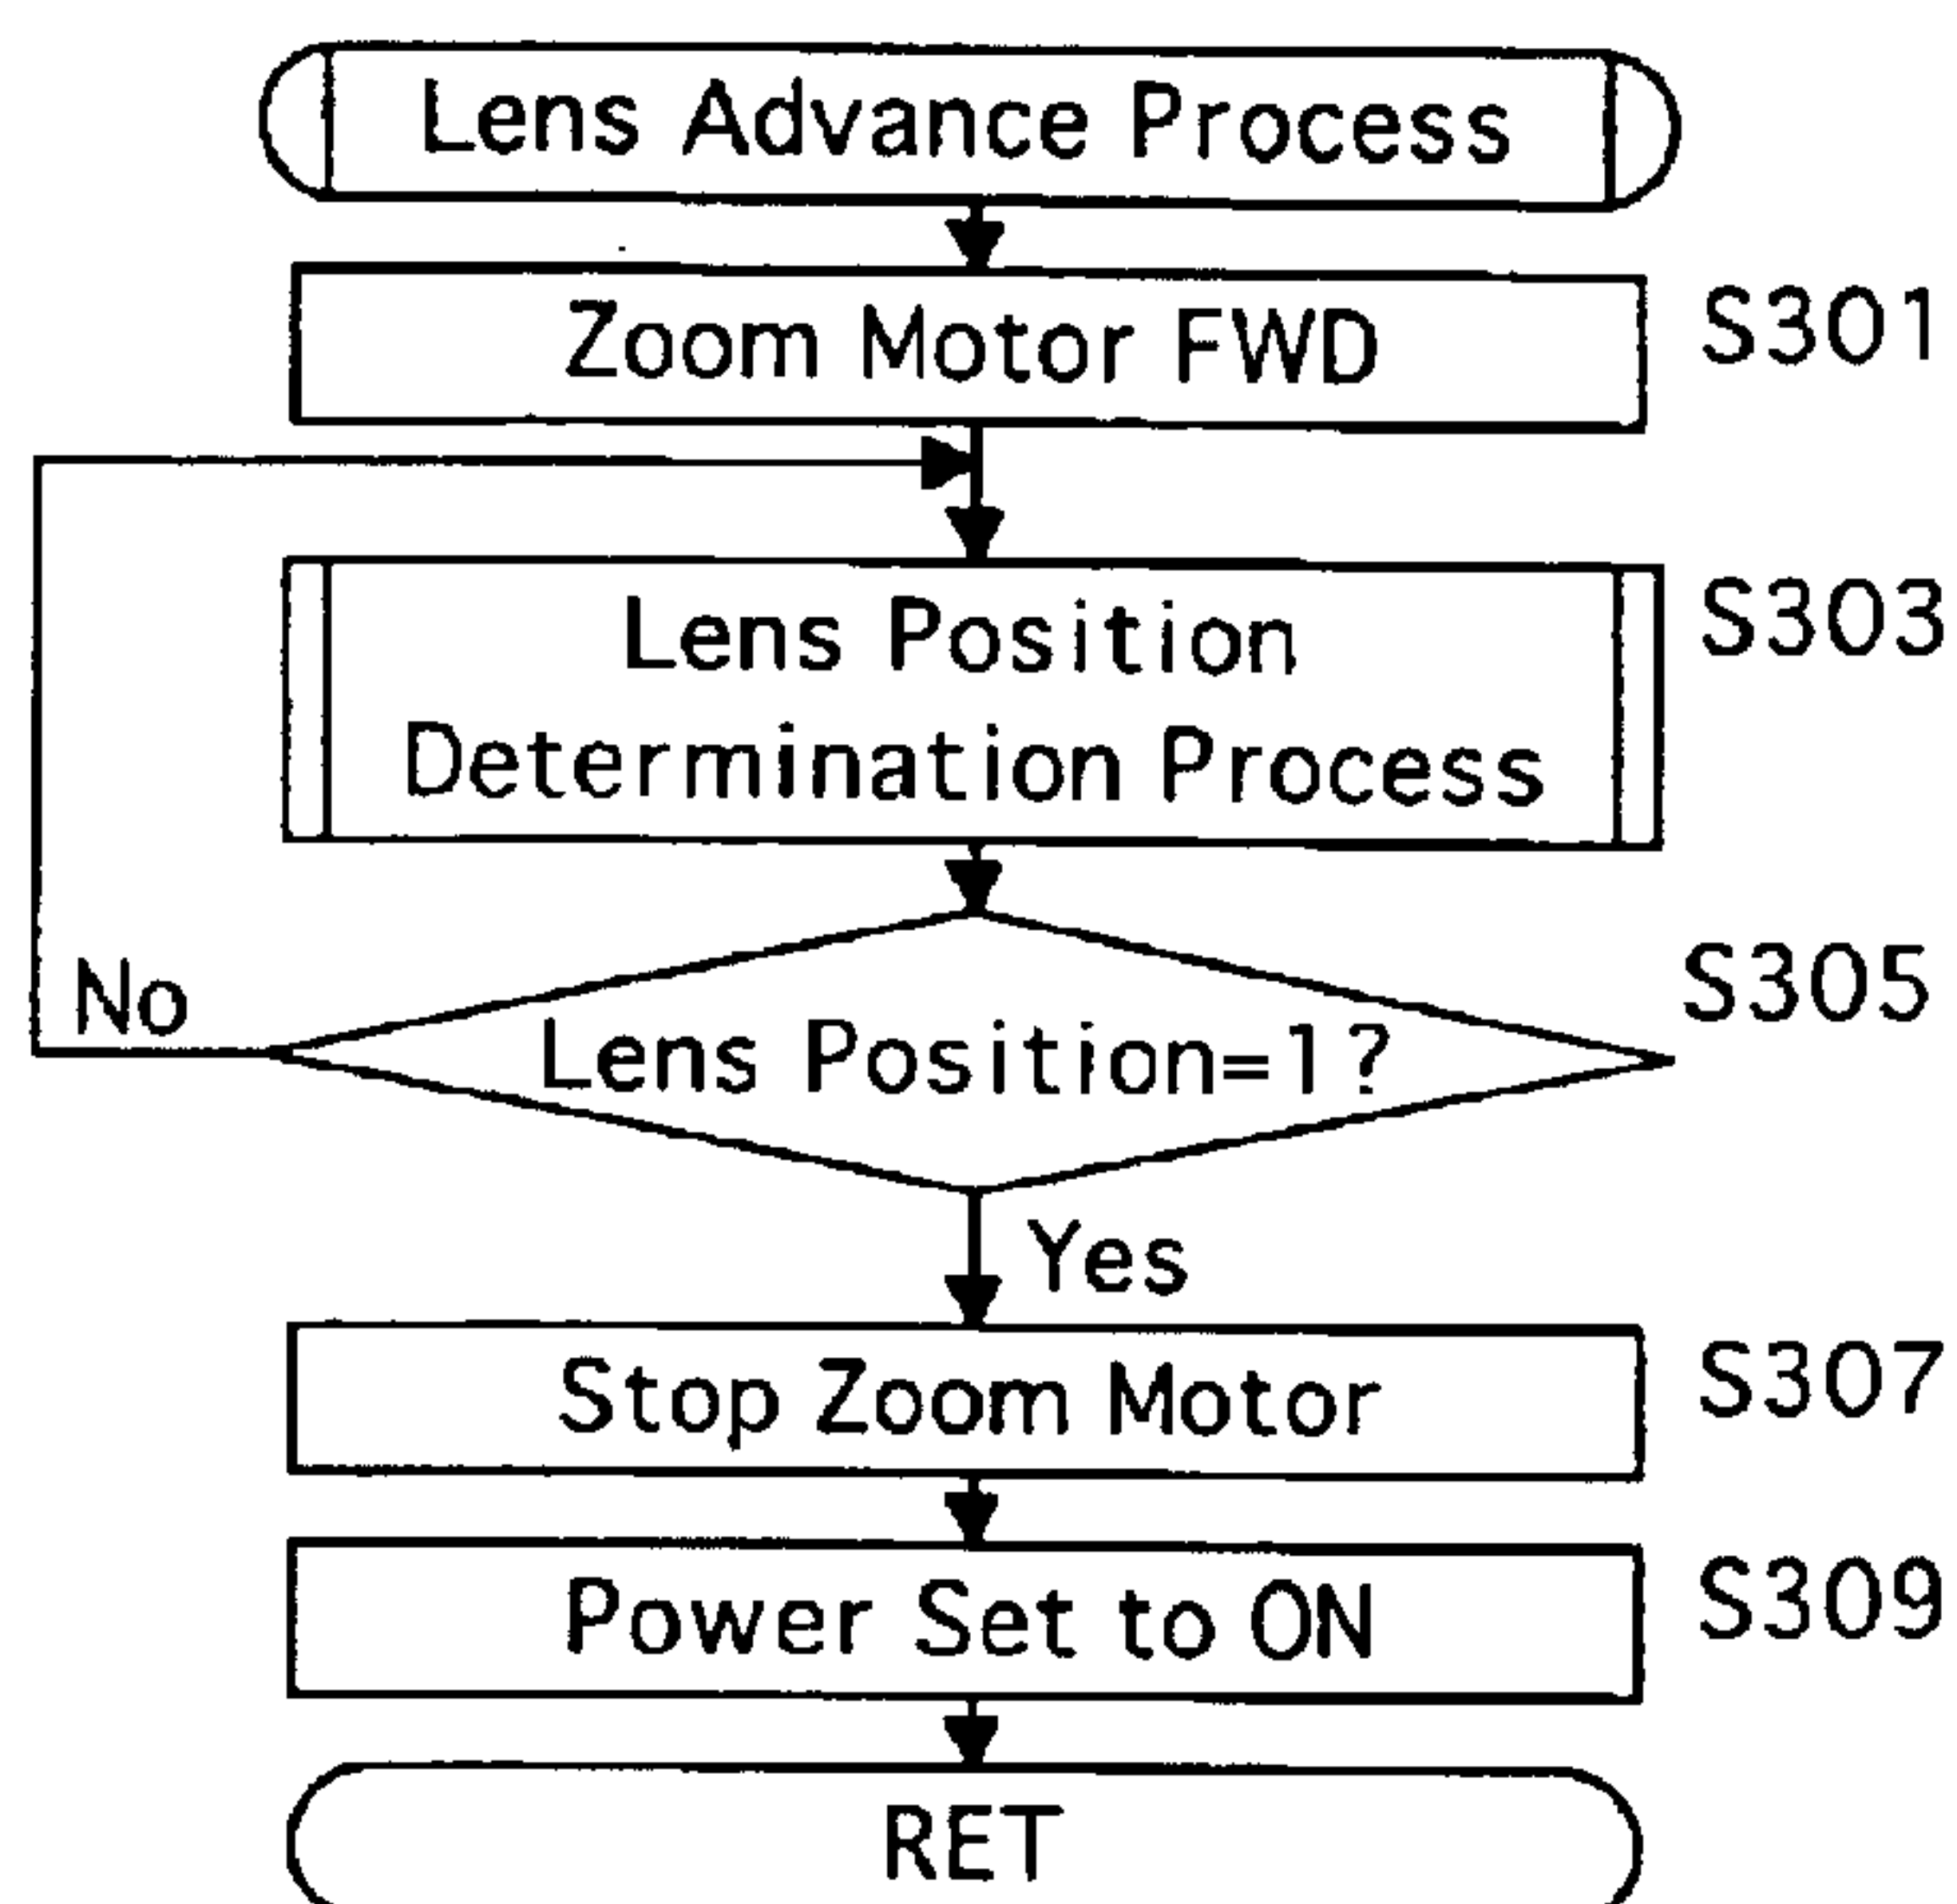 Lens Advance Process
Zoom Motor FWD
S301
Lens Position
Determination Process
S303
Lens Position=1?
S305
No
Yes
Stop Zoom Motor
S307
Power Set to ON
S309
RET